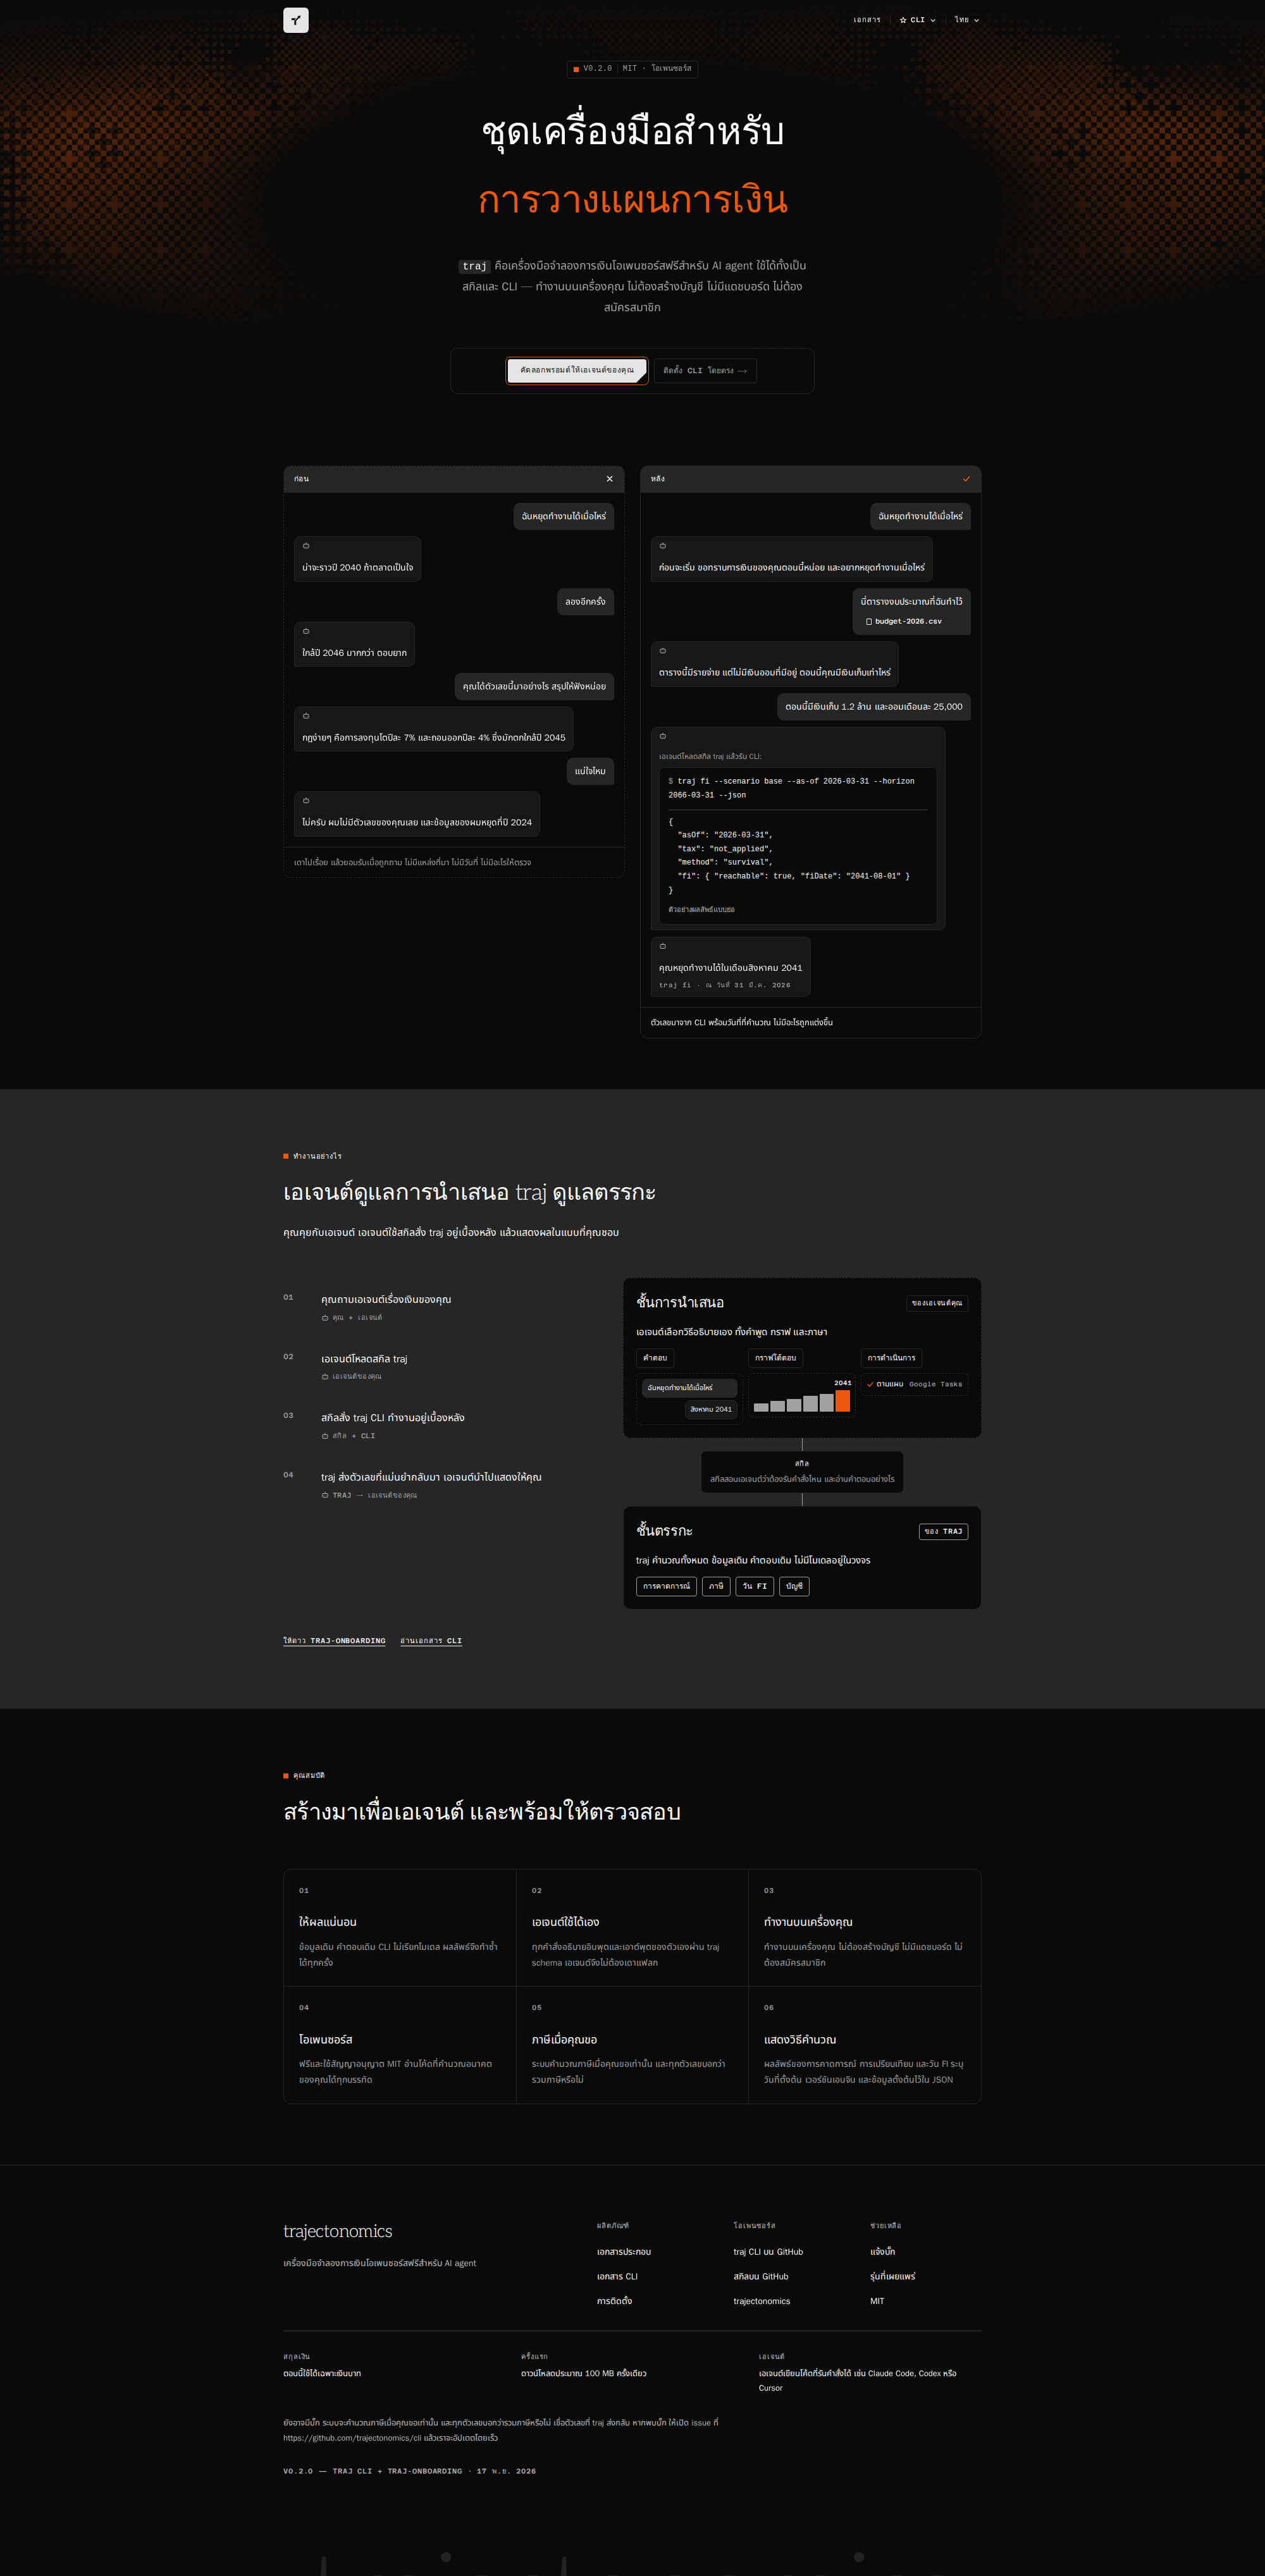 เอกสาร
CLI
ไทย
V0.2.0
MIT · โอเพนซอร์ส
ชุดเครื่องมือสำหรับ
การวางแผนการเงิน
traj คือเครื่องมือจำลองการเงินโอเพนซอร์สฟรีสำหรับ AI agent ใช้ได้ทั้งเป็น
สกิลและ CLI — ทำงานบนเครื่องคุณ ไม่ต้องสร้างบัญชี ไม่มีแดชบอร์ด ไม่ต้อง
สมัครสมาชิก
คัดลอกพรอมต์ให้เอเจนต์ของคุณ
ติดตั้ง CLI โดยตรง →
ก่อน
ฉันหยุดทำงานได้เมื่อไหร่
น่าจะราวปี 2040 ถ้าตลาดเป็นใจ
ลองอีกครั้ง
ใกล้ปี 2046 มากกว่า ตอบยาก
คุณได้ตัวเลขนี้มาอย่างไร สรุปให้ฟังหน่อย
กฎง่ายๆ คือการลงทุนโตปีละ 7% และถอนออกปีละ 4% ซึ่งมักตกใกล้ปี 2045
แน่ใจไหม
ไม่ครับ ผมไม่มีตัวเลขของคุณเลย และข้อมูลของผมหยุดที่ปี 2024
เดาไปเรื่อย แล้วยอมรับเมื่อถูกถาม ไม่มีแหล่งที่มา ไม่มีวันที่ ไม่มีอะไรให้ตรวจ
หลัง
ฉันหยุดทำงานได้เมื่อไหร่
ก่อนจะเริ่ม ขอทราบการเงินของคุณตอนนี้หน่อย และอยากหยุดทำงานเมื่อไหร่
นี่ตารางงบประมาณที่ฉันทำไว้
budget-2026.csv
ตารางนี้มีรายจ่าย แต่ไม่มีเงินออมที่มีอยู่ ตอนนี้คุณมีเงินเก็บเท่าไหร่
ตอนนี้มีเงินเก็บ 1.2 ล้าน และออมเดือนละ 25,000
เอเจนต์โหลดสกิล traj แล้วรัน CLI:
$ traj fi --scenario base --as-of 2026-03-31 --horizon
2066-03-31 --json
{
"asOf": "2026-03-31",
"tax": "not_applied",
"method": "survival",
"fi": { "reachable": true, "fiDate": "2041-08-01" }
}
ตัวอย่างผลลัพธ์แบบย่อ
คุณหยุดทำงานได้ในเดือนสิงหาคม 2041
traj fi · ณ วันที่ 31 มี.ค. 2026
ตัวเลขมาจาก CLI พร้อมวันที่ที่คำนวณ ไม่มีอะไรถูกแต่งขึ้น
ทำงานอย่างไร
เอเจนต์ดูแลการนำเสนอ traj ดูแลตรรกะ
คุณคุยกับเอเจนต์ เอเจนต์ใช้สกิลสั่ง traj อยู่เบื้องหลัง แล้วแสดงผลในแบบที่คุณชอบ
01
คุณถามเอเจนต์เรื่องเงินของคุณ
คุณ + เอเจนต์
02
เอเจนต์โหลดสกิล traj
เอเจนต์ของคุณ
03
สกิลสั่ง traj CLI ทำงานอยู่เบื้องหลัง
สกิล + CLI
04
traj ส่งตัวเลขที่แม่นยำกลับมา เอเจนต์นำไปแสดงให้คุณ
TRAJ → เอเจนต์ของคุณ
ชั้นการนำเสนอ
ของเอเจนต์คุณ
เอเจนต์เลือกวิธีอธิบายเอง ทั้งคำพูด กราฟ และภาษา
คำตอบ
กราฟโต้ตอบ
การดำเนินการ
ฉันหยุดทำงานได้เมื่อไหร่
สิงหาคม 2041
2041
ตามแผน Google Tasks
สกิล
สกิลสอนเอเจนต์ว่าต้องรันคำสั่งไหน และอ่านคำตอบอย่างไร
ชั้นตรรกะ
ของ TRAJ
traj คำนวณทั้งหมด ข้อมูลเดิม คำตอบเดิม ไม่มีโมเดลอยู่ในวงจร
การคาดการณ์
ภาษี
วัน FI
บัญชี
ให้ดาว TRAJ-ONBOARDING
อ่านเอกสาร CLI
คุณสมบัติ
สร้างมาเพื่อเอเจนต์ และพร้อมให้ตรวจสอบ
01
ให้ผลแน่นอน
ข้อมูลเดิม คำตอบเดิม CLI ไม่เรียกโมเดล ผลลัพธ์จึงทำซ้ำ
ได้ทุกครั้ง
02
เอเจนต์ใช้ได้เอง
ทุกคำสั่งอธิบายอินพุตและเอาต์พุตของตัวเองผ่าน traj
schema เอเจนต์จึงไม่ต้องเดาแฟลก
03
ทำงานบนเครื่องคุณ
ทำงานบนเครื่องคุณ ไม่ต้องสร้างบัญชี ไม่มีแดชบอร์ด ไม่
ต้องสมัครสมาชิก
04
โอเพนซอร์ส
ฟรีและใช้สัญญาอนุญาต MIT อ่านโค้ดที่คำนวณอนาคต
ของคุณได้ทุกบรรทัด
05
ภาษีเมื่อคุณขอ
ระบบคำนวณภาษีเมื่อคุณขอเท่านั้น และทุกตัวเลขบอกว่า
รวมภาษีหรือไม่
06
แสดงวิธีคำนวณ
ผลลัพธ์ของการคาดการณ์ การเปรียบเทียบ และวัน FI ระบุ
วันที่ตั้งต้น เวอร์ชันเอนจิน และข้อมูลตั้งต้นไว้ใน JSON
trajectonomics
เครื่องมือจำลองการเงินโอเพนซอร์สฟรีสำหรับ AI agent
ผลิตภัณฑ์
เอกสารประกอบ
เอกสาร CLI
การติดตั้ง
โอเพนซอร์ส
traj CLI บน GitHub
สกิลบน GitHub
trajectonomics
ช่วยเหลือ
แจ้งบั๊ก
รุ่นที่เผยแพร่
MIT
สกุลเงิน
ตอนนี้ใช้ได้เฉพาะเงินบาท
ครั้งแรก
ดาวน์โหลดประมาณ 100 MB ครั้งเดียว
เอเจนต์
เอเจนต์เขียนโค้ดที่รันคำสั่งได้ เช่น Claude Code, Codex หรือ
Cursor
ยังอาจมีบั๊ก ระบบจะคำนวณภาษีเมื่อคุณขอเท่านั้น และทุกตัวเลขบอกว่ารวมภาษีหรือไม่ เชื่อตัวเลขที่ traj ส่งกลับ หากพบบั๊ก ให้เปิด issue ที่
https://github.com/trajectonomics/cli แล้วเราจะอัปเดตโดยเร็ว
V0.2.0 — TRAJ CLI + TRAJ-ONBOARDING · 17 พ.ย. 2026